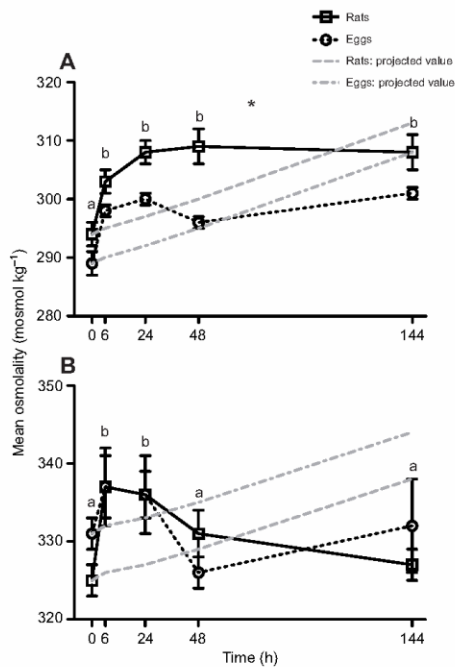 Rats
Eggs
Rats: projected value
Eggs: projected value
A
320
310
300
290
280
*
a
b
b
b
b
0 6 24 48 144
B
350
340
330
320
a
b
b
a
a
0 6 24 48 144
Mean osmolality (mosmol kg⁻¹)
Time (h)